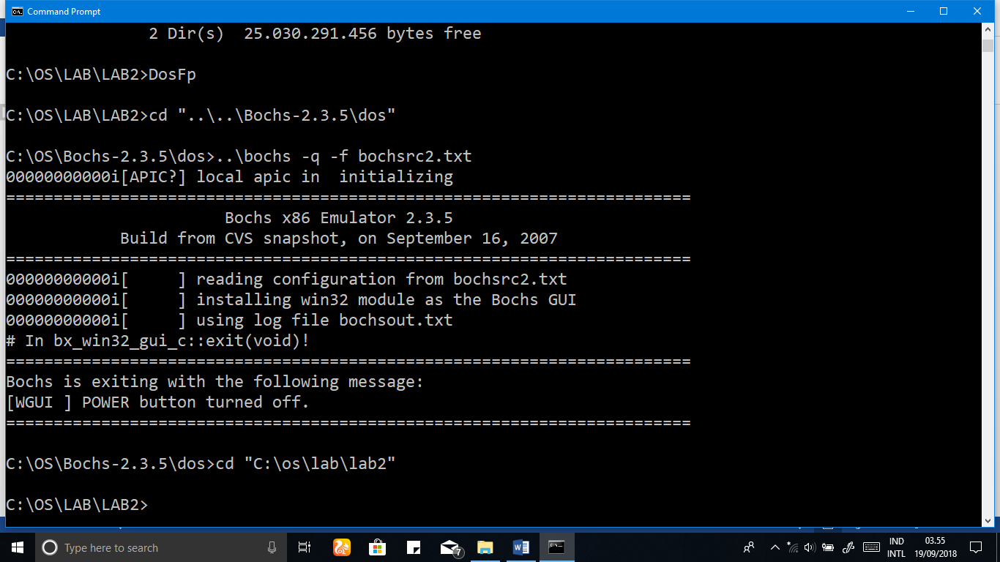 Command Prompt
2 Dir(s)  25.030.291.456 bytes free
C:\OS\LAB\LAB2>DosFp
C:\OS\LAB\LAB2>cd "..\..\Bochs-2.3.5\dos"
C:\OS\Bochs-2.3.5\dos>..\bochs -q -f bochsrc2.txt
00000000000i[APIC?] local apic in  initializing
========================================================================
Bochs x86 Emulator 2.3.5
Build from CVS snapshot, on September 16, 2007
========================================================================
00000000000i[     ] reading configuration from bochsrc2.txt
00000000000i[     ] installing win32 module as the Bochs GUI
00000000000i[     ] using log file bochsout.txt
# In bx_win32_gui_c::exit(void)!
========================================================================
Bochs is exiting with the following message:
[WGUI ] POWER button turned off.
========================================================================
C:\OS\Bochs-2.3.5\dos>cd "C:\os\lab\lab2"
C:\OS\LAB\LAB2>
Type here to search
7
IND
INTL
03.55
19/09/2018